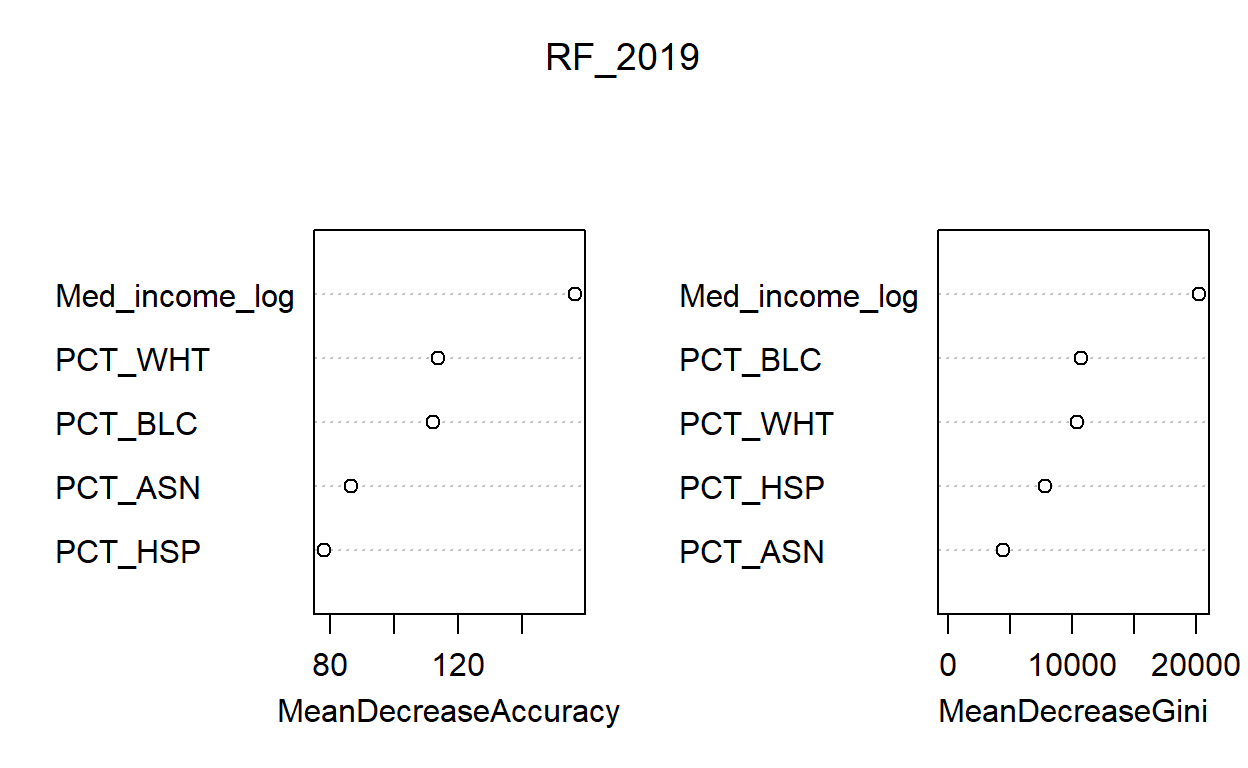 RF_2019
Med_income_log
PCT_WHT
PCT_BLC
PCT_ASN
PCT_HSP
80 120
MeanDecreaseAccuracy
Med_income_log
PCT_BLC
PCT_WHT
PCT_HSP
PCT_ASN
0 10000 20000
MeanDecreaseGini